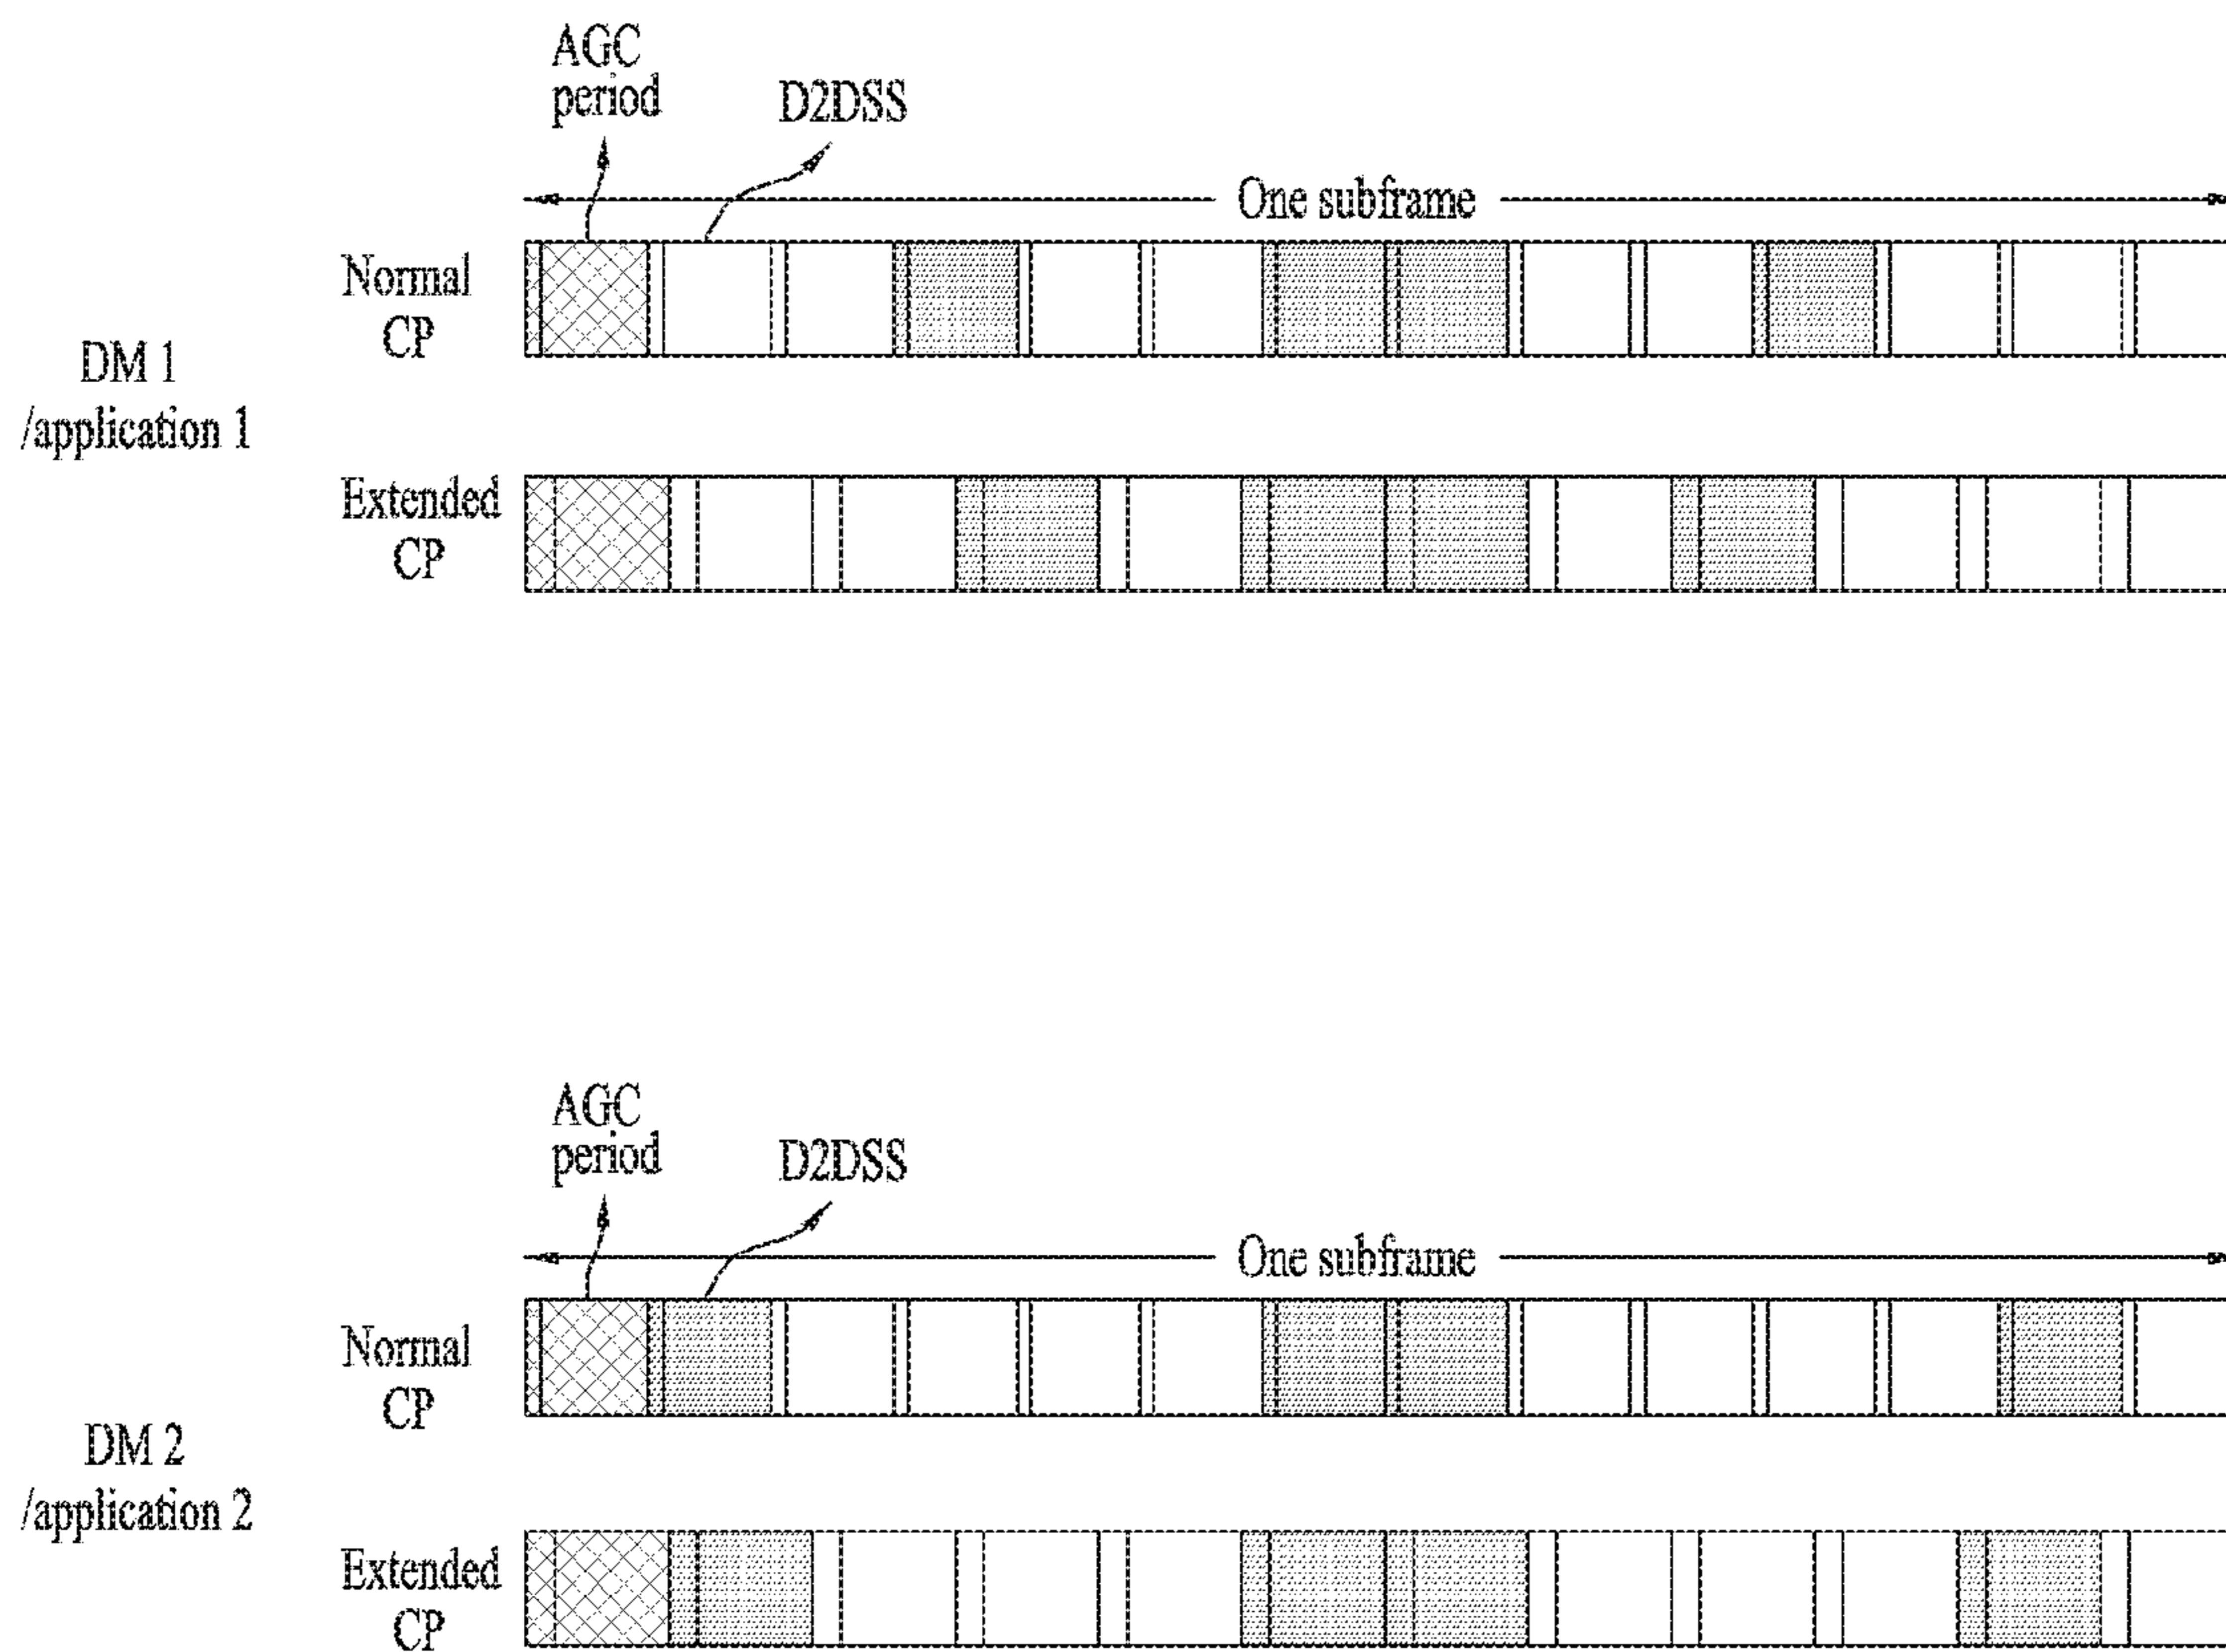 AGC
period
D2DSS
One subframe
Normal
CP
DM 1
/application 1
Extended
CP
AGC
period
D2DSS
One subframe
Normal
CP
DM 2
/application 2
Extended
CP